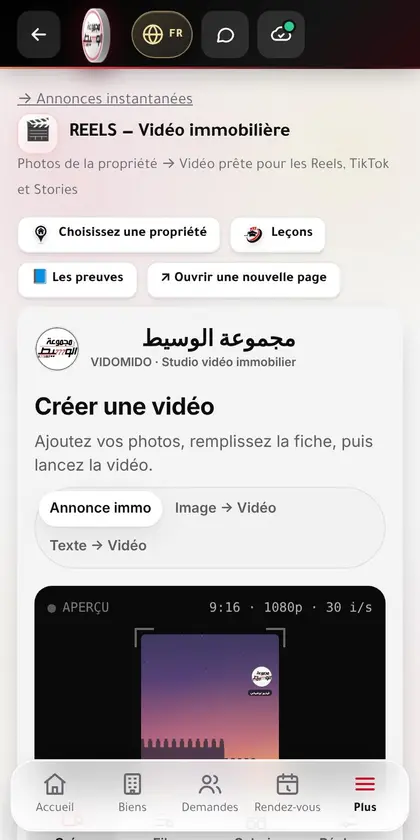 FR
→ Annonces instantanées
REELS – Vidéo immobilière
Photos de la propriété → Vidéo prête pour les Reels, TikTok
et Stories
Choisissez une propriété
Leçons
Les preuves
↗ Ouvrir une nouvelle page
مجموعة الوسيط
VIDOMIDO · Studio vidéo immobilier
Créer une vidéo
Ajoutez vos photos, remplissez la fiche, puis
lancez la vidéo.
Annonce immo
Image → Vidéo
Texte → Vidéo
APERÇU
9:16 · 1080p · 30 i/s
Accueil
Biens
Demandes
Rendez-vous
Plus